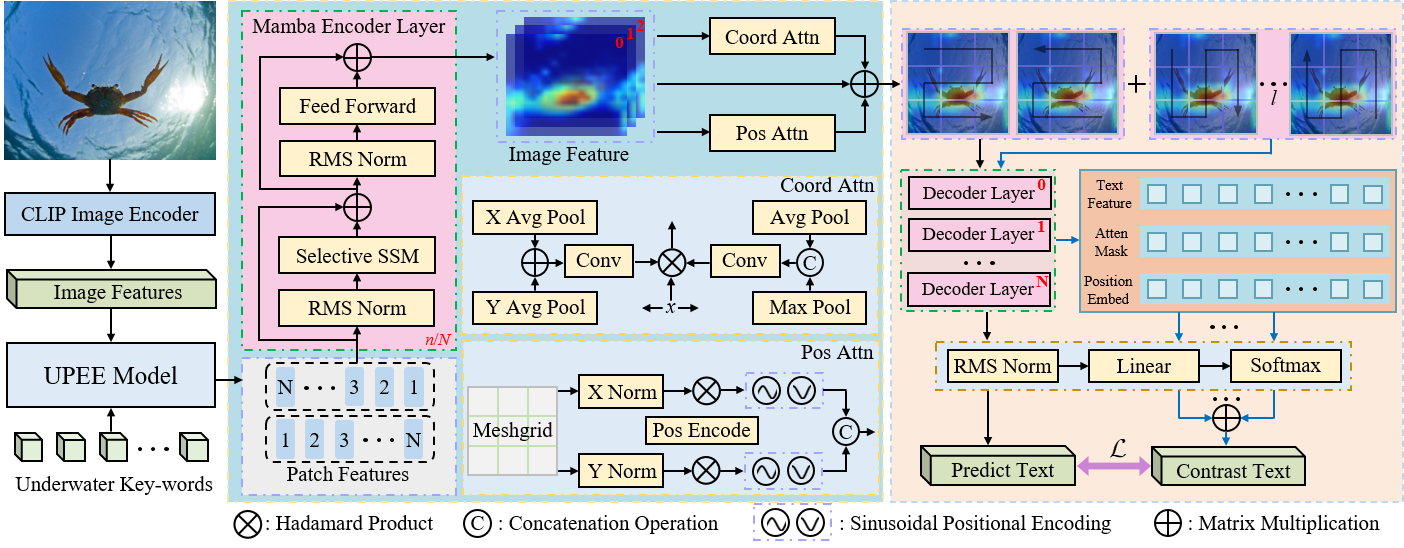 CLIP Image Encoder
Image Features
UPEE Model
Underwater Key-words
Mamba Encoder Layer
Feed Forward
RMS Norm
Selective SSM
RMS Norm
n/N
N ··· 3 2 1
1 2 3 ··· N
Patch Features
0 1 2
Image Feature
Coord Attn
Pos Attn
Coord Attn
X Avg Pool
Avg Pool
Conv
Conv
C
Y Avg Pool
x
Max Pool
Pos Attn
Meshgrid
X Norm
Pos Encode
C
Y Norm
+
···
l
Decoder Layer 0
Decoder Layer 1
···
Decoder Layer N
Text
Feature
···
Atten
Mask
···
Position
Embed
···
···
RMS Norm
Linear
Softmax
Predict Text
ℒ
Contrast Text
: Hadamard Product
C : Concatenation Operation
: Sinusoidal Positional Encoding
: Matrix Multiplication